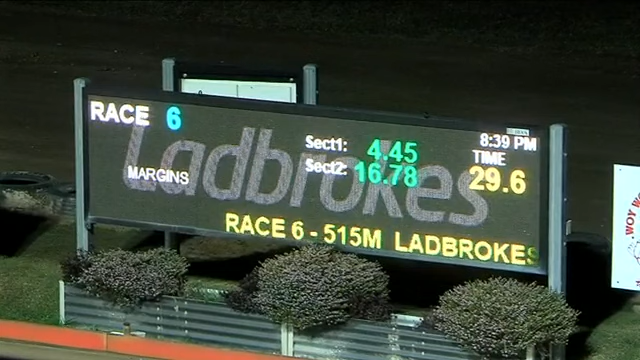 RACE 6
8:39 PM
Ladbrokes
Sect1: 4.45
TIME
Sect2: 16.78
29.6
MARGINS
RACE 6 - 515M LADBROKES
WOY W